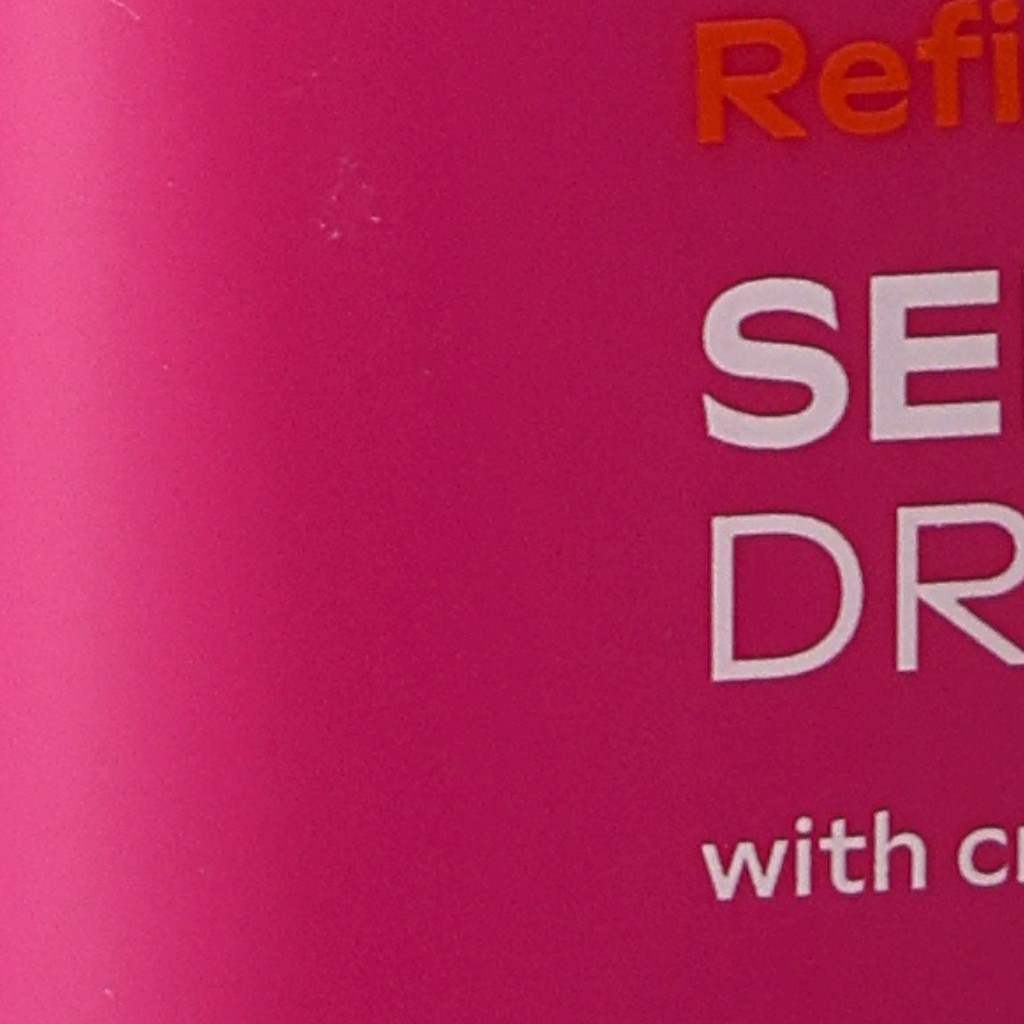 Refi
SE
DR
with cr